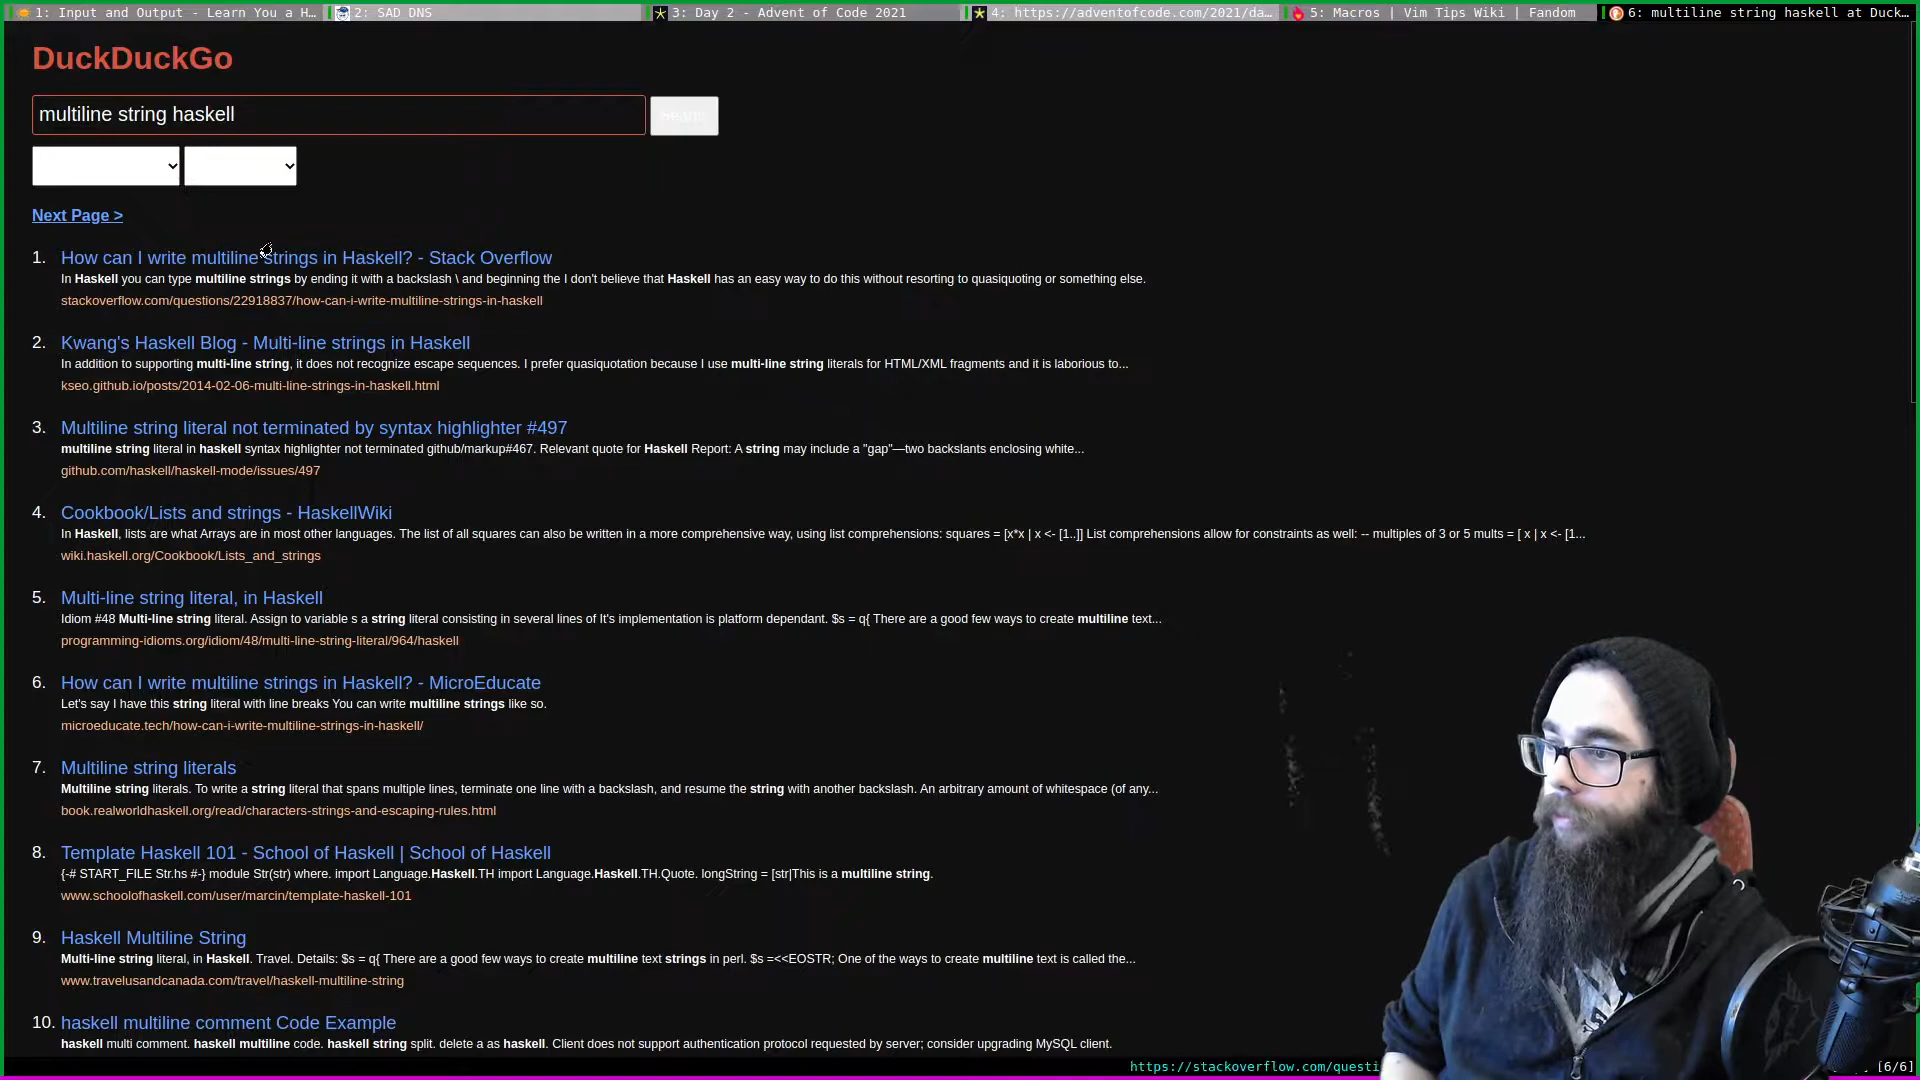 1: Input and Output - Learn You a H… 2: SAD DNS 3: Day 2 - Advent of Code 2021 4: https://adventofcode.com/2021/da… 5: Macros | Vim Tips Wiki | Fandom 6: multiline string haskell at Duck…
DuckDuckGo
multiline string haskell
Next Page >
1. How can I write multiline strings in Haskell? - Stack Overflow
In Haskell you can type multiline strings by ending it with a backslash \ and beginning the I don't believe that Haskell has an easy way to do this without resorting to quasiquoting or something else.
stackoverflow.com/questions/22918837/how-can-i-write-multiline-strings-in-haskell
2. Kwang's Haskell Blog - Multi-line strings in Haskell
In addition to supporting multi-line string, it does not recognize escape sequences. I prefer quasiquotation because I use multi-line string literals for HTML/XML fragments and it is laborious to...
kseo.github.io/posts/2014-02-06-multi-line-strings-in-haskell.html
3. Multiline string literal not terminated by syntax highlighter #497
multiline string literal in haskell syntax highlighter not terminated github/markup#467. Relevant quote for Haskell Report: A string may include a "gap"—two backslants enclosing white...
github.com/haskell/haskell-mode/issues/497
4. Cookbook/Lists and strings - HaskellWiki
In Haskell, lists are what Arrays are in most other languages. The list of all squares can also be written in a more comprehensive way, using list comprehensions: squares = [x*x | x <- [1..]] List comprehensions allow for constraints as well: -- multiples of 3 or 5 mults = [ x | x <- [1...
wiki.haskell.org/Cookbook/Lists_and_strings
5. Multi-line string literal, in Haskell
Idiom #48 Multi-line string literal. Assign to variable s a string literal consisting in several lines of It's implementation is platform dependant. $s = q{ There are a good few ways to create multiline text...
programming-idioms.org/idiom/48/multi-line-string-literal/964/haskell
6. How can I write multiline strings in Haskell? - MicroEducate
Let's say I have this string literal with line breaks You can write multiline strings like so.
microeducate.tech/how-can-i-write-multiline-strings-in-haskell/
7. Multiline string literals
Multiline string literals. To write a string literal that spans multiple lines, terminate one line with a backslash, and resume the string with another backslash. An arbitrary amount of whitespace (of any...
book.realworldhaskell.org/read/characters-strings-and-escaping-rules.html
8. Template Haskell 101 - School of Haskell | School of Haskell
{-# START_FILE Str.hs #-} module Str(str) where. import Language.Haskell.TH import Language.Haskell.TH.Quote. longString = [str|This is a multiline string.
www.schoolofhaskell.com/user/marcin/template-haskell-101
9. Haskell Multiline String
Multi-line string literal, in Haskell. Travel. Details: $s = q{ There are a good few ways to create multiline text strings in perl. $s =<<EOSTR; One of the ways to create multiline text is called the...
www.travelusandcanada.com/travel/haskell-multiline-string
10. haskell multiline comment Code Example
haskell multi comment. haskell multiline code. haskell string split. delete a as haskell. Client does not support authentication protocol requested by server; consider upgrading MySQL client.
https://stackoverflow.com/questi [6/6]